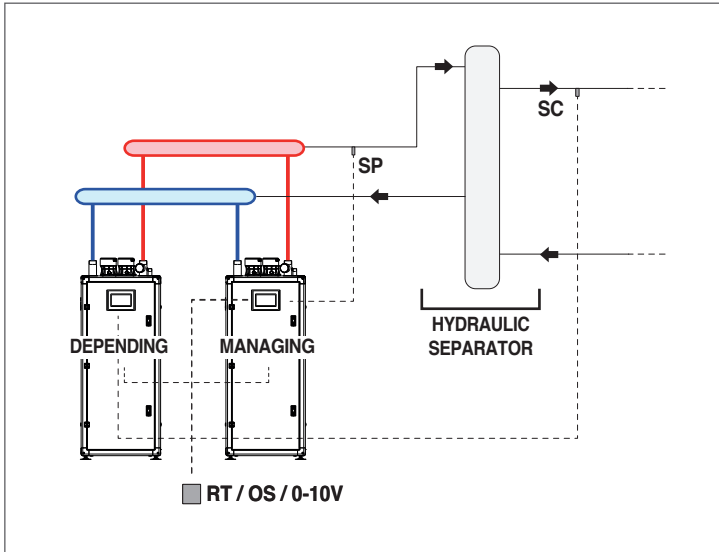 SC
SP
DEPENDING
MANAGING
HYDRAULIC
SEPARATOR
RT / OS / 0-10V